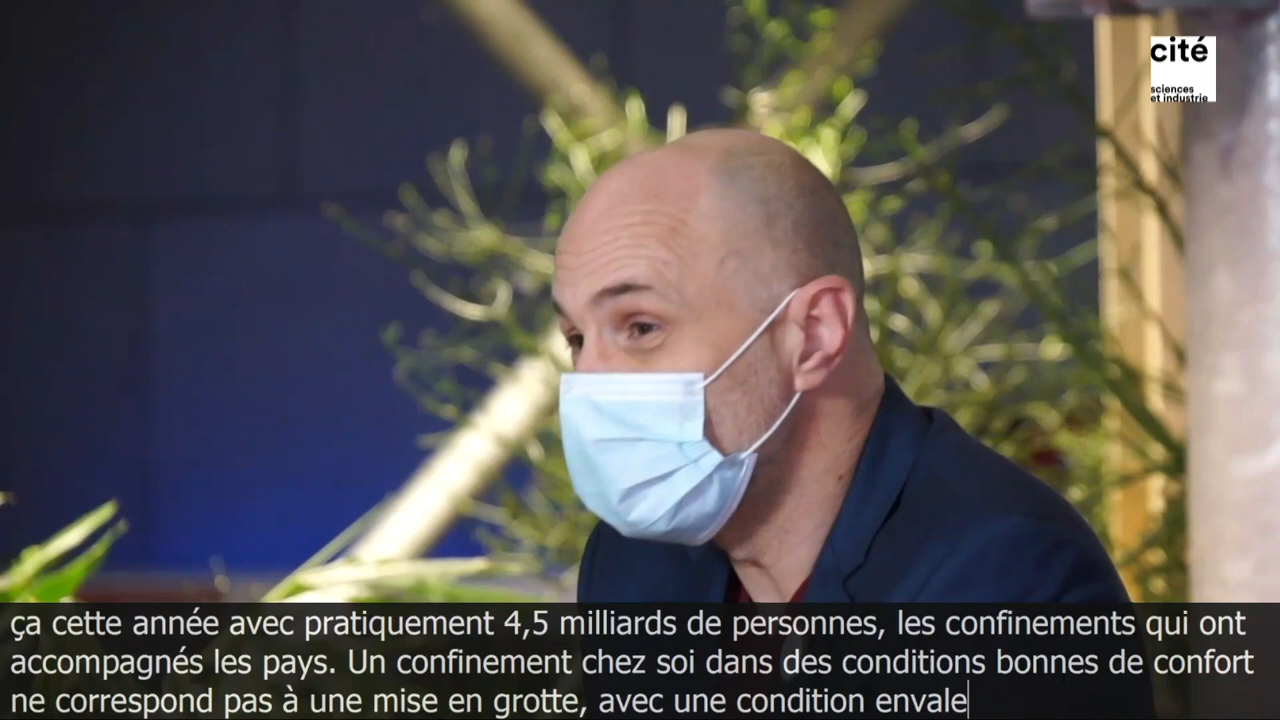 cité
sciences
et industrie
ça cette année avec pratiquement 4,5 milliards de personnes, les confinements qui ont
accompagnés les pays. Un confinement chez soi dans des conditions bonnes de confort
ne correspond pas à une mise en grotte, avec une condition envale